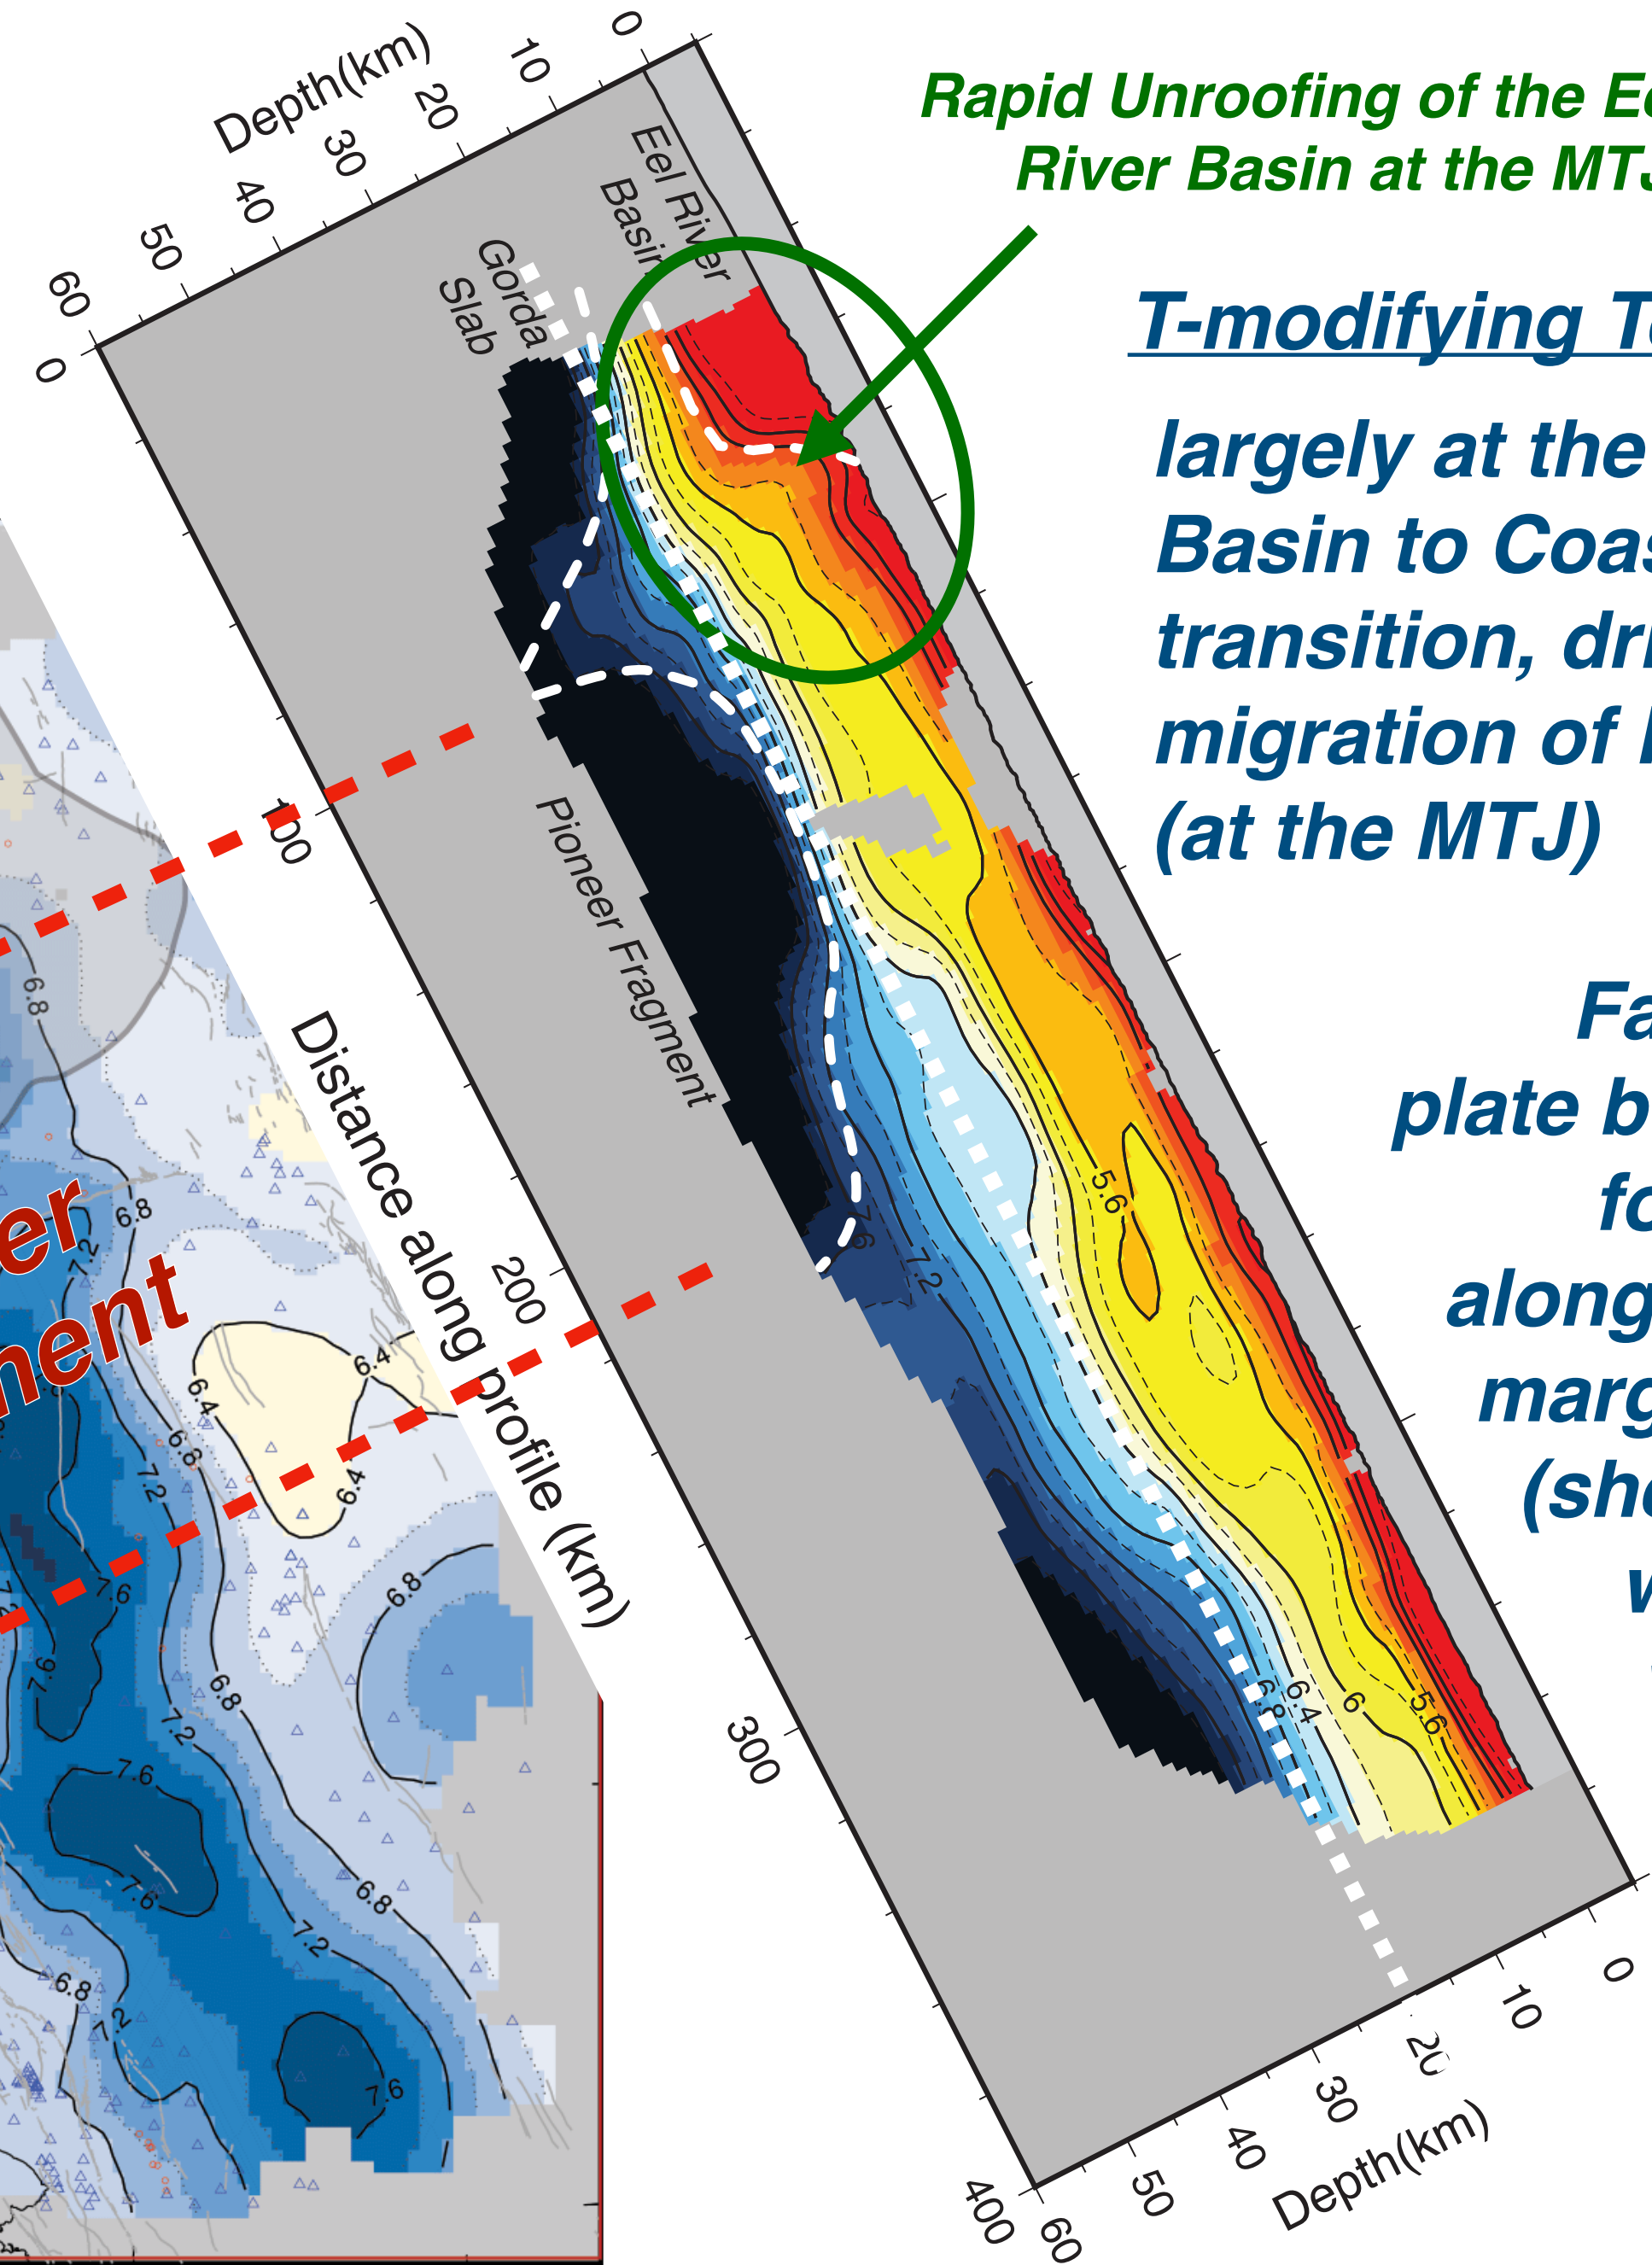 Rapid Unroofing of the Ee
River Basin at the MTJ
T-modifying Te
largely at the
Basin to Coas
transition, dri
migration of
(at the MTJ)
Fa
plate b
fo
along
marg
(she
w
Depth(km)
0
10
20
30
40
50
60
0
100
200
300
400
Distance along profile (km)
Eel River
Basin
Gorda
Slab
Pioneer Fragment
5.6
7.6
7.2
6.8
6.4
6
5.6
0
10
20
30
40
50
60
Depth(km)
er
ment
6.8
6.8
7.2
6.4
6.4
6.4
6.8
7.2
7.6
7.6
6.8
6.8
7.2
7.6
7.6
6.8
7.2
6.8
7.2
7.6